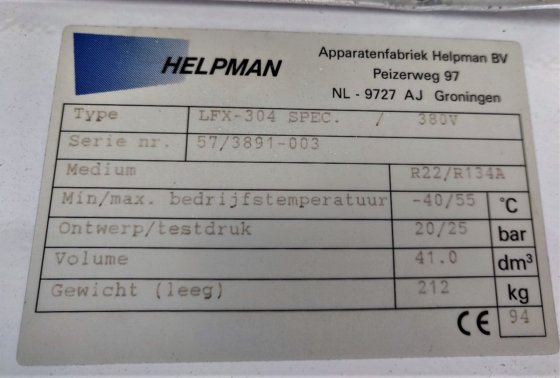 HELPMAN
Apparatenfabriek Helpman BV
Peizerweg 97
NL - 9727 AJ Groningen
Type LFX-304 SPEC. / 380V
Serie nr. 57/3891-003
Medium R22/R134A
Min/max. bedrijfstemperatuur -40/55 °C
Ontwerp/testdruk 20/25 bar
Volume 41.0 dm³
Gewicht (leeg) 212 kg
CE 94